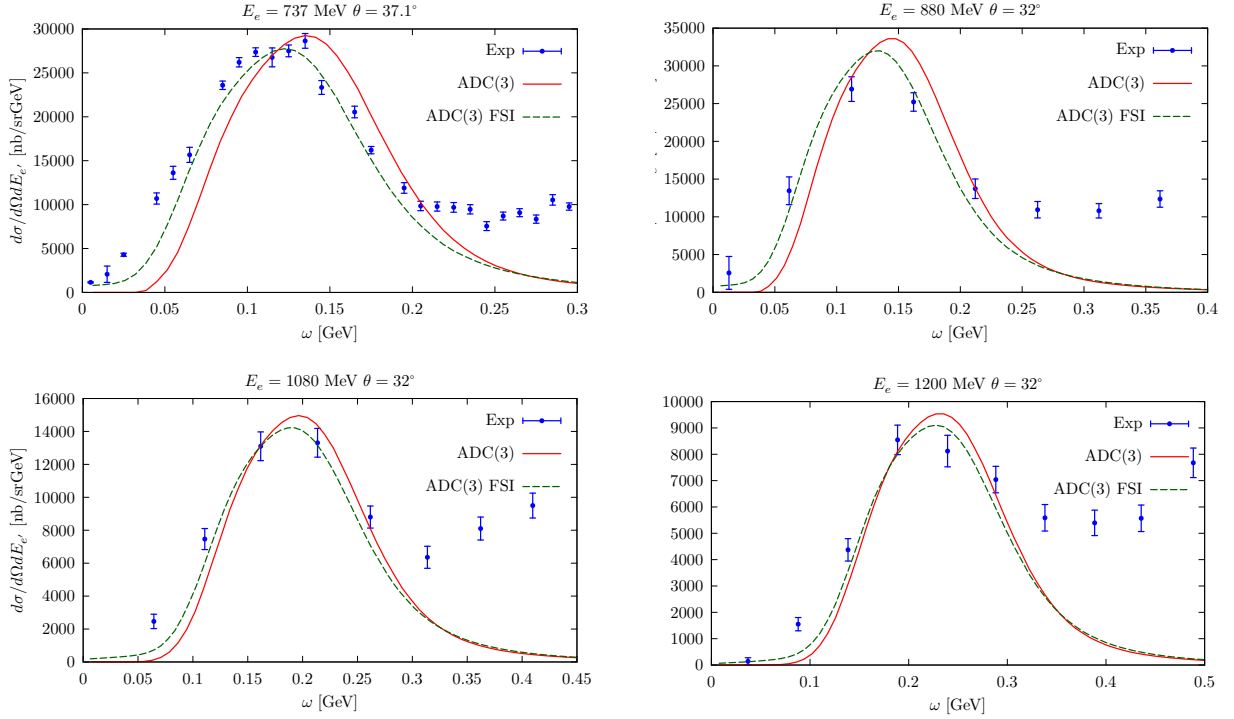 E_e = 737 MeV θ = 37.1°
dσ/dΩdE_e′ [nb/srGeV]
30000
25000
20000
15000
10000
5000
0
Exp
ADC(3)
ADC(3) FSI
0 0.05 0.1 0.15 0.2 0.25 0.3
ω [GeV]
E_e = 880 MeV θ = 32°
35000
30000
25000
20000
15000
10000
5000
0
Exp
ADC(3)
ADC(3) FSI
0 0.05 0.1 0.15 0.2 0.25 0.3 0.35 0.4
ω [GeV]
E_e = 1080 MeV θ = 32°
dσ/dΩdE_e′ [nb/srGeV]
16000
14000
12000
10000
8000
6000
4000
2000
0
Exp
ADC(3)
ADC(3) FSI
0 0.05 0.1 0.15 0.2 0.25 0.3 0.35 0.4 0.45
ω [GeV]
E_e = 1200 MeV θ = 32°
10000
9000
8000
7000
6000
5000
4000
3000
2000
1000
0
Exp
ADC(3)
ADC(3) FSI
0 0.1 0.2 0.3 0.4 0.5
ω [GeV]